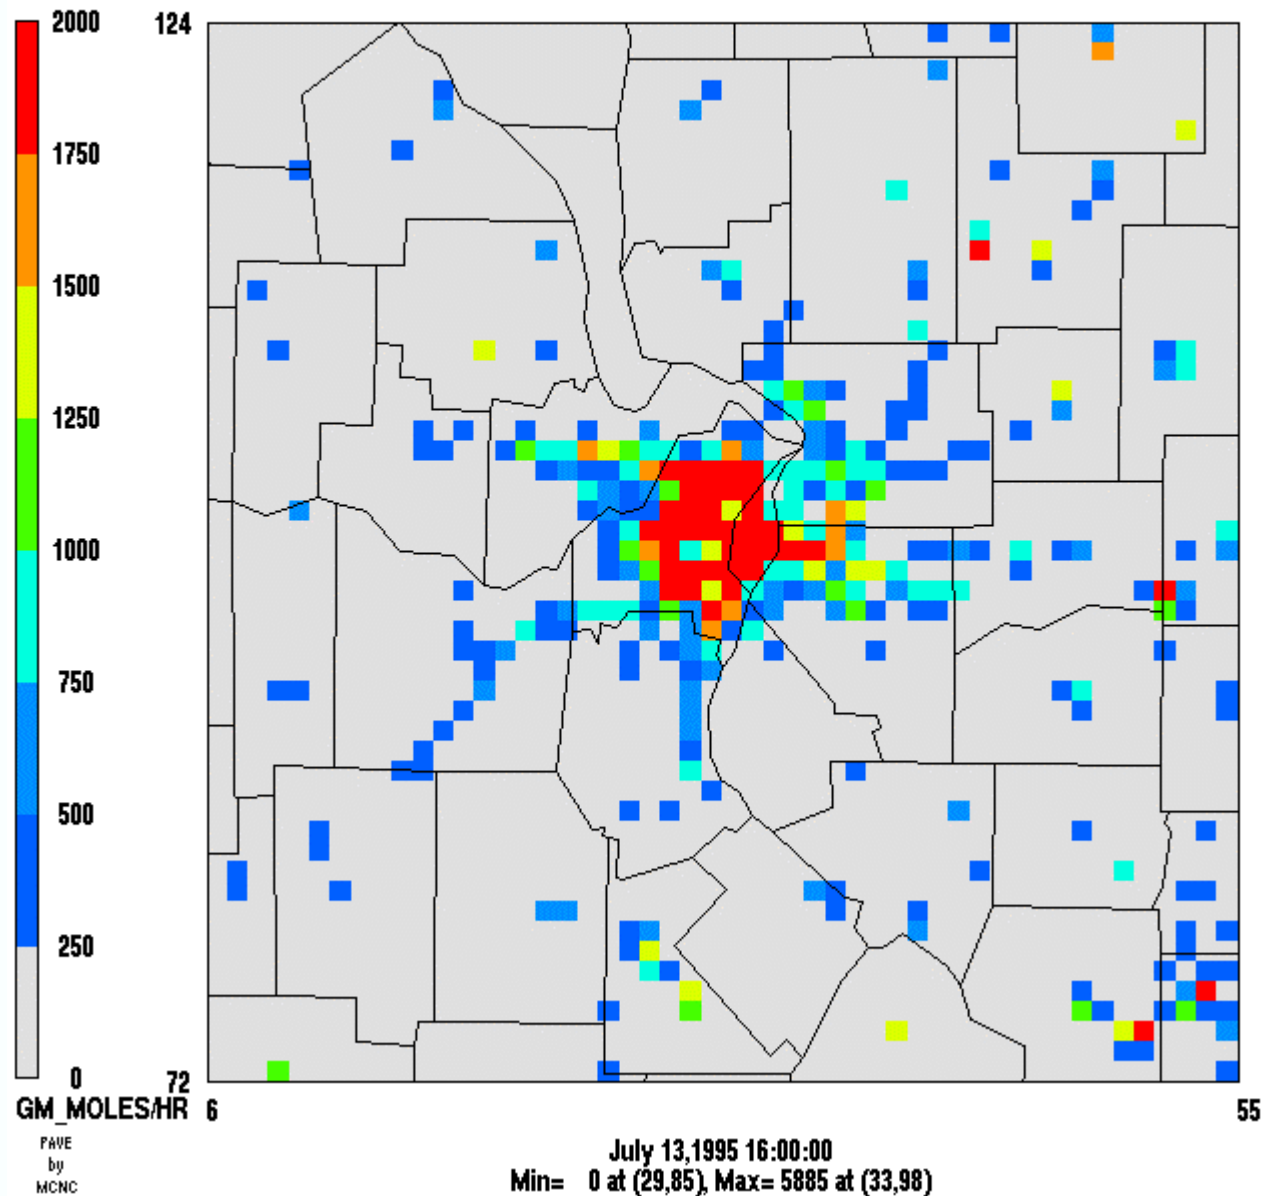 2000
124
1750
1500
1250
1000
750
500
250
0
72
GM_MOLES/HR 6
55
PAVE
by
MCNC
July 13,1995 16:00:00
Min= 0 at (29,85), Max= 5885 at (33,98)